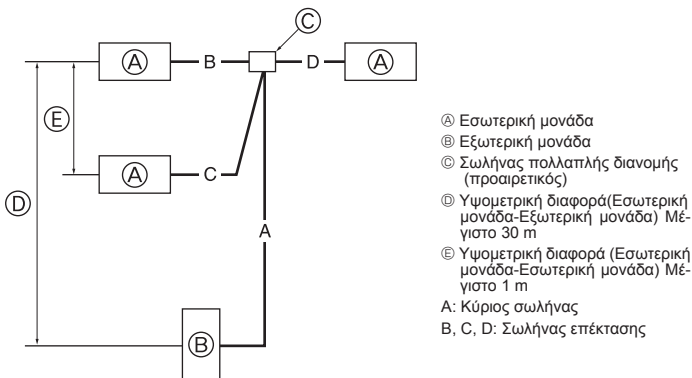 Ⓒ
Ⓐ B D Ⓐ
Ⓔ
Ⓐ C
Ⓓ
A
Ⓑ
Ⓐ Εσωτερική μονάδα
Ⓑ Εξωτερική μονάδα
Ⓒ Σωλήνας πολλαπλής διανομής
(προαιρετικός)
Ⓓ Υψομετρική διαφορά(Εσωτερική
μονάδα-Εξωτερική μονάδα) Μέ-
γιστο 30 m
Ⓔ Υψομετρική διαφορά (Εσωτερική
μονάδα-Εσωτερική μονάδα) Μέ-
γιστο 1 m
A: Κύριος σωλήνας
B, C, D: Σωλήνας επέκτασης